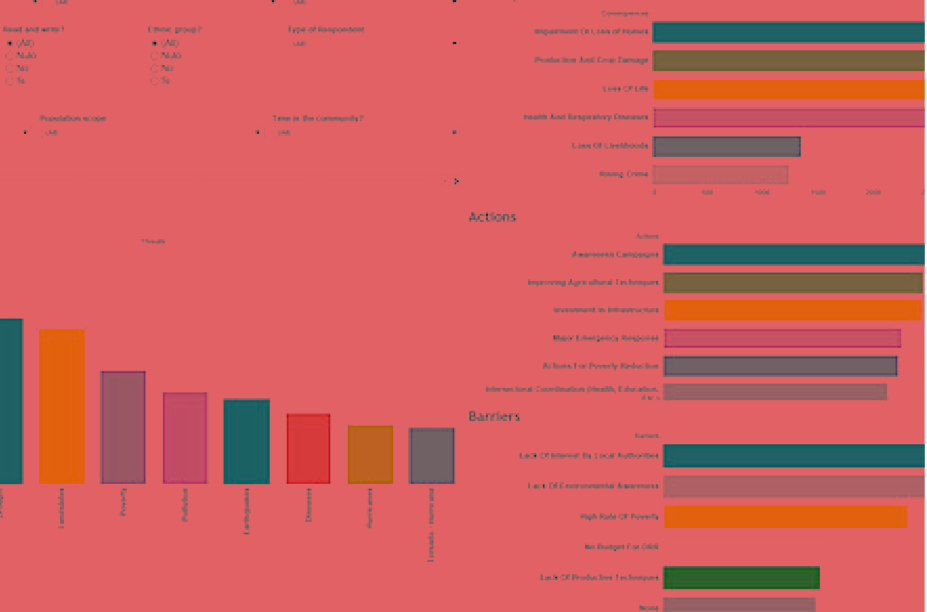 Read and write?
(All)
No
Ethnic group?
(All)
No
Type of Respondent
(All)
Population scope
(All)
Time in the community?
(All)
Threats
Landslides
Poverty
Pollution
Earthquakes
Diseases
Hurricanes
Consequences
Impairment Or Loss of Homes
Production And Crop Damage
Loss Of Life
Health And Respiratory Diseases
Loss Of Livelihoods
Rising Crime
0
500
1000
1500
2000
Actions
Actions
Awareness Campaigns
Improving Agricultural Techniques
Investment In Infrastructure
Major Emergency Response
Actions For Poverty Reduction
International Coordination (Health, Education,
Barriers
Barriers
Lack Of Interest By Local Authorities
Lack Of Environmental Awareness
High Rate Of Poverty
No Budget For DRR
Lack Of Productive Techniques
None